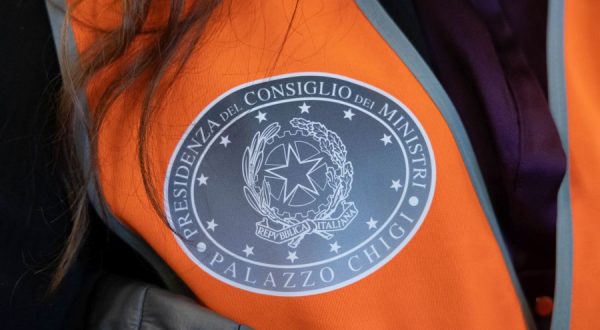 PRESIDENZA DEL CONSIGLIO DEI MINISTRI
REPVBBLICA ITALIANA
• PALAZZO CHIGI •